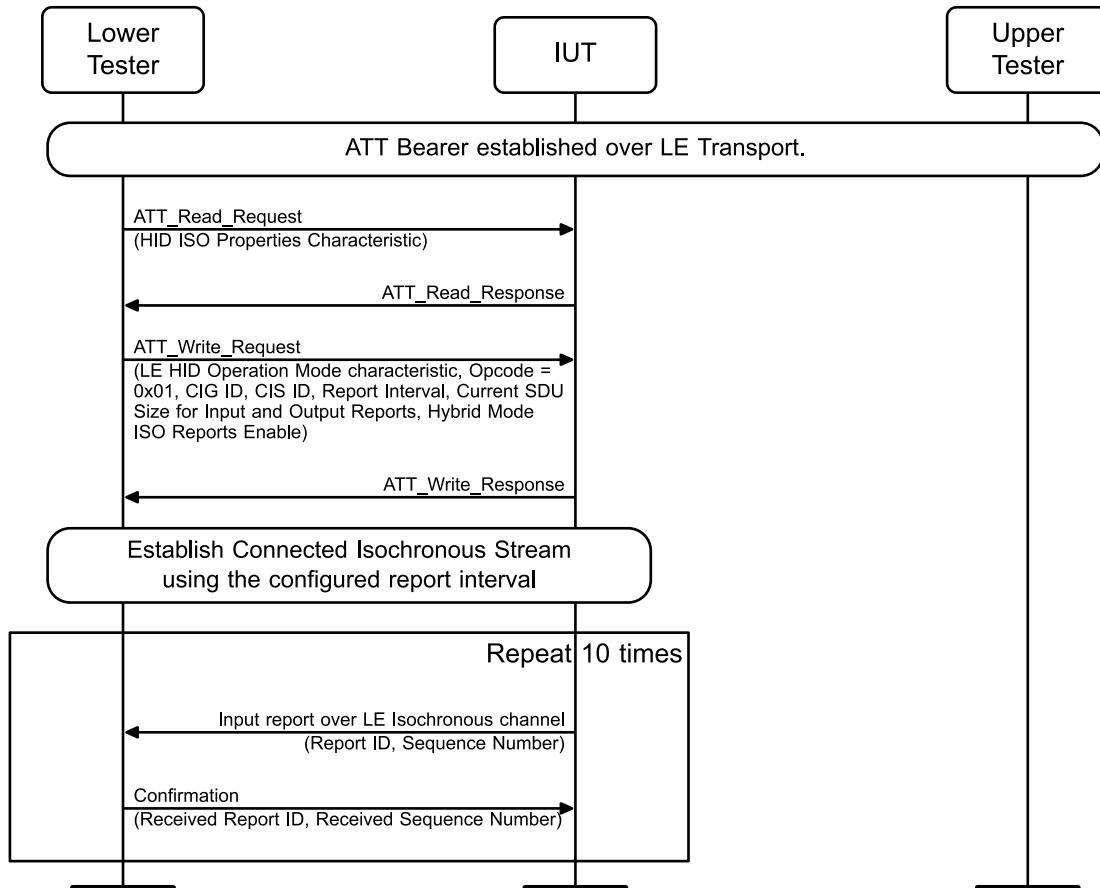 Lower
Tester
IUT
Upper
Tester
ATT Bearer established over LE Transport.
ATT_Read_Request
(HID ISO Properties Characteristic)
ATT_Read_Response
ATT_Write_Request
(LE HID Operation Mode characteristic, Opcode =
0x01, CIG ID, CIS ID, Report Interval, Current SDU
Size for Input and Output Reports, Hybrid Mode
ISO Reports Enable)
ATT_Write_Response
Establish Connected Isochronous Stream
using the configured report interval
Repeat 10 times
Input report over LE Isochronous channel
(Report ID, Sequence Number)
Confirmation
(Received Report ID, Received Sequence Number)